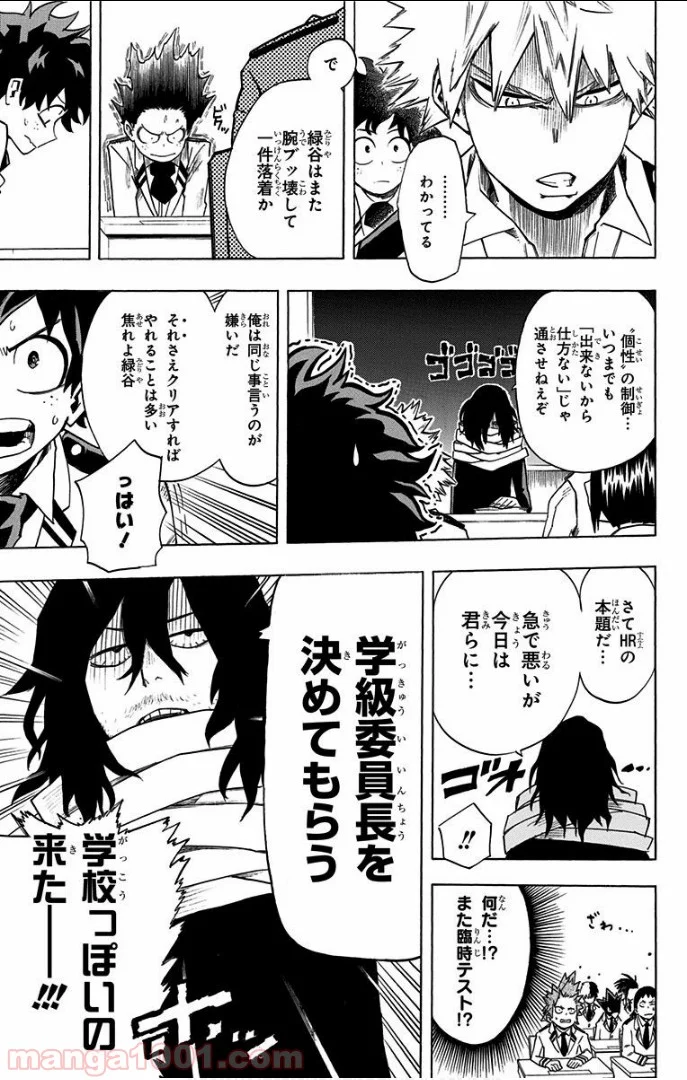 ………
わかってる
で
緑谷はまた
腕ブッ壊して
一件落着か
ビクッ
〝個性〟の制御…
いつまでも
「出来ないから
仕方ない」じゃ
通させねえぞ
ゴゴゴゴゴ
俺は同じ事言うのが
嫌いだ
それさえクリアすれば
やれることは多い
焦れよ緑谷
っはい!
さてHRの
本題だ…
急で悪いが
今日は
君らに…
ゴオ
!!
ざわ…
何だ…!?
また臨時テスト!?
学級委員長を
決めてもらう
学校っぽいの
来たーー!!!
manga1001.com